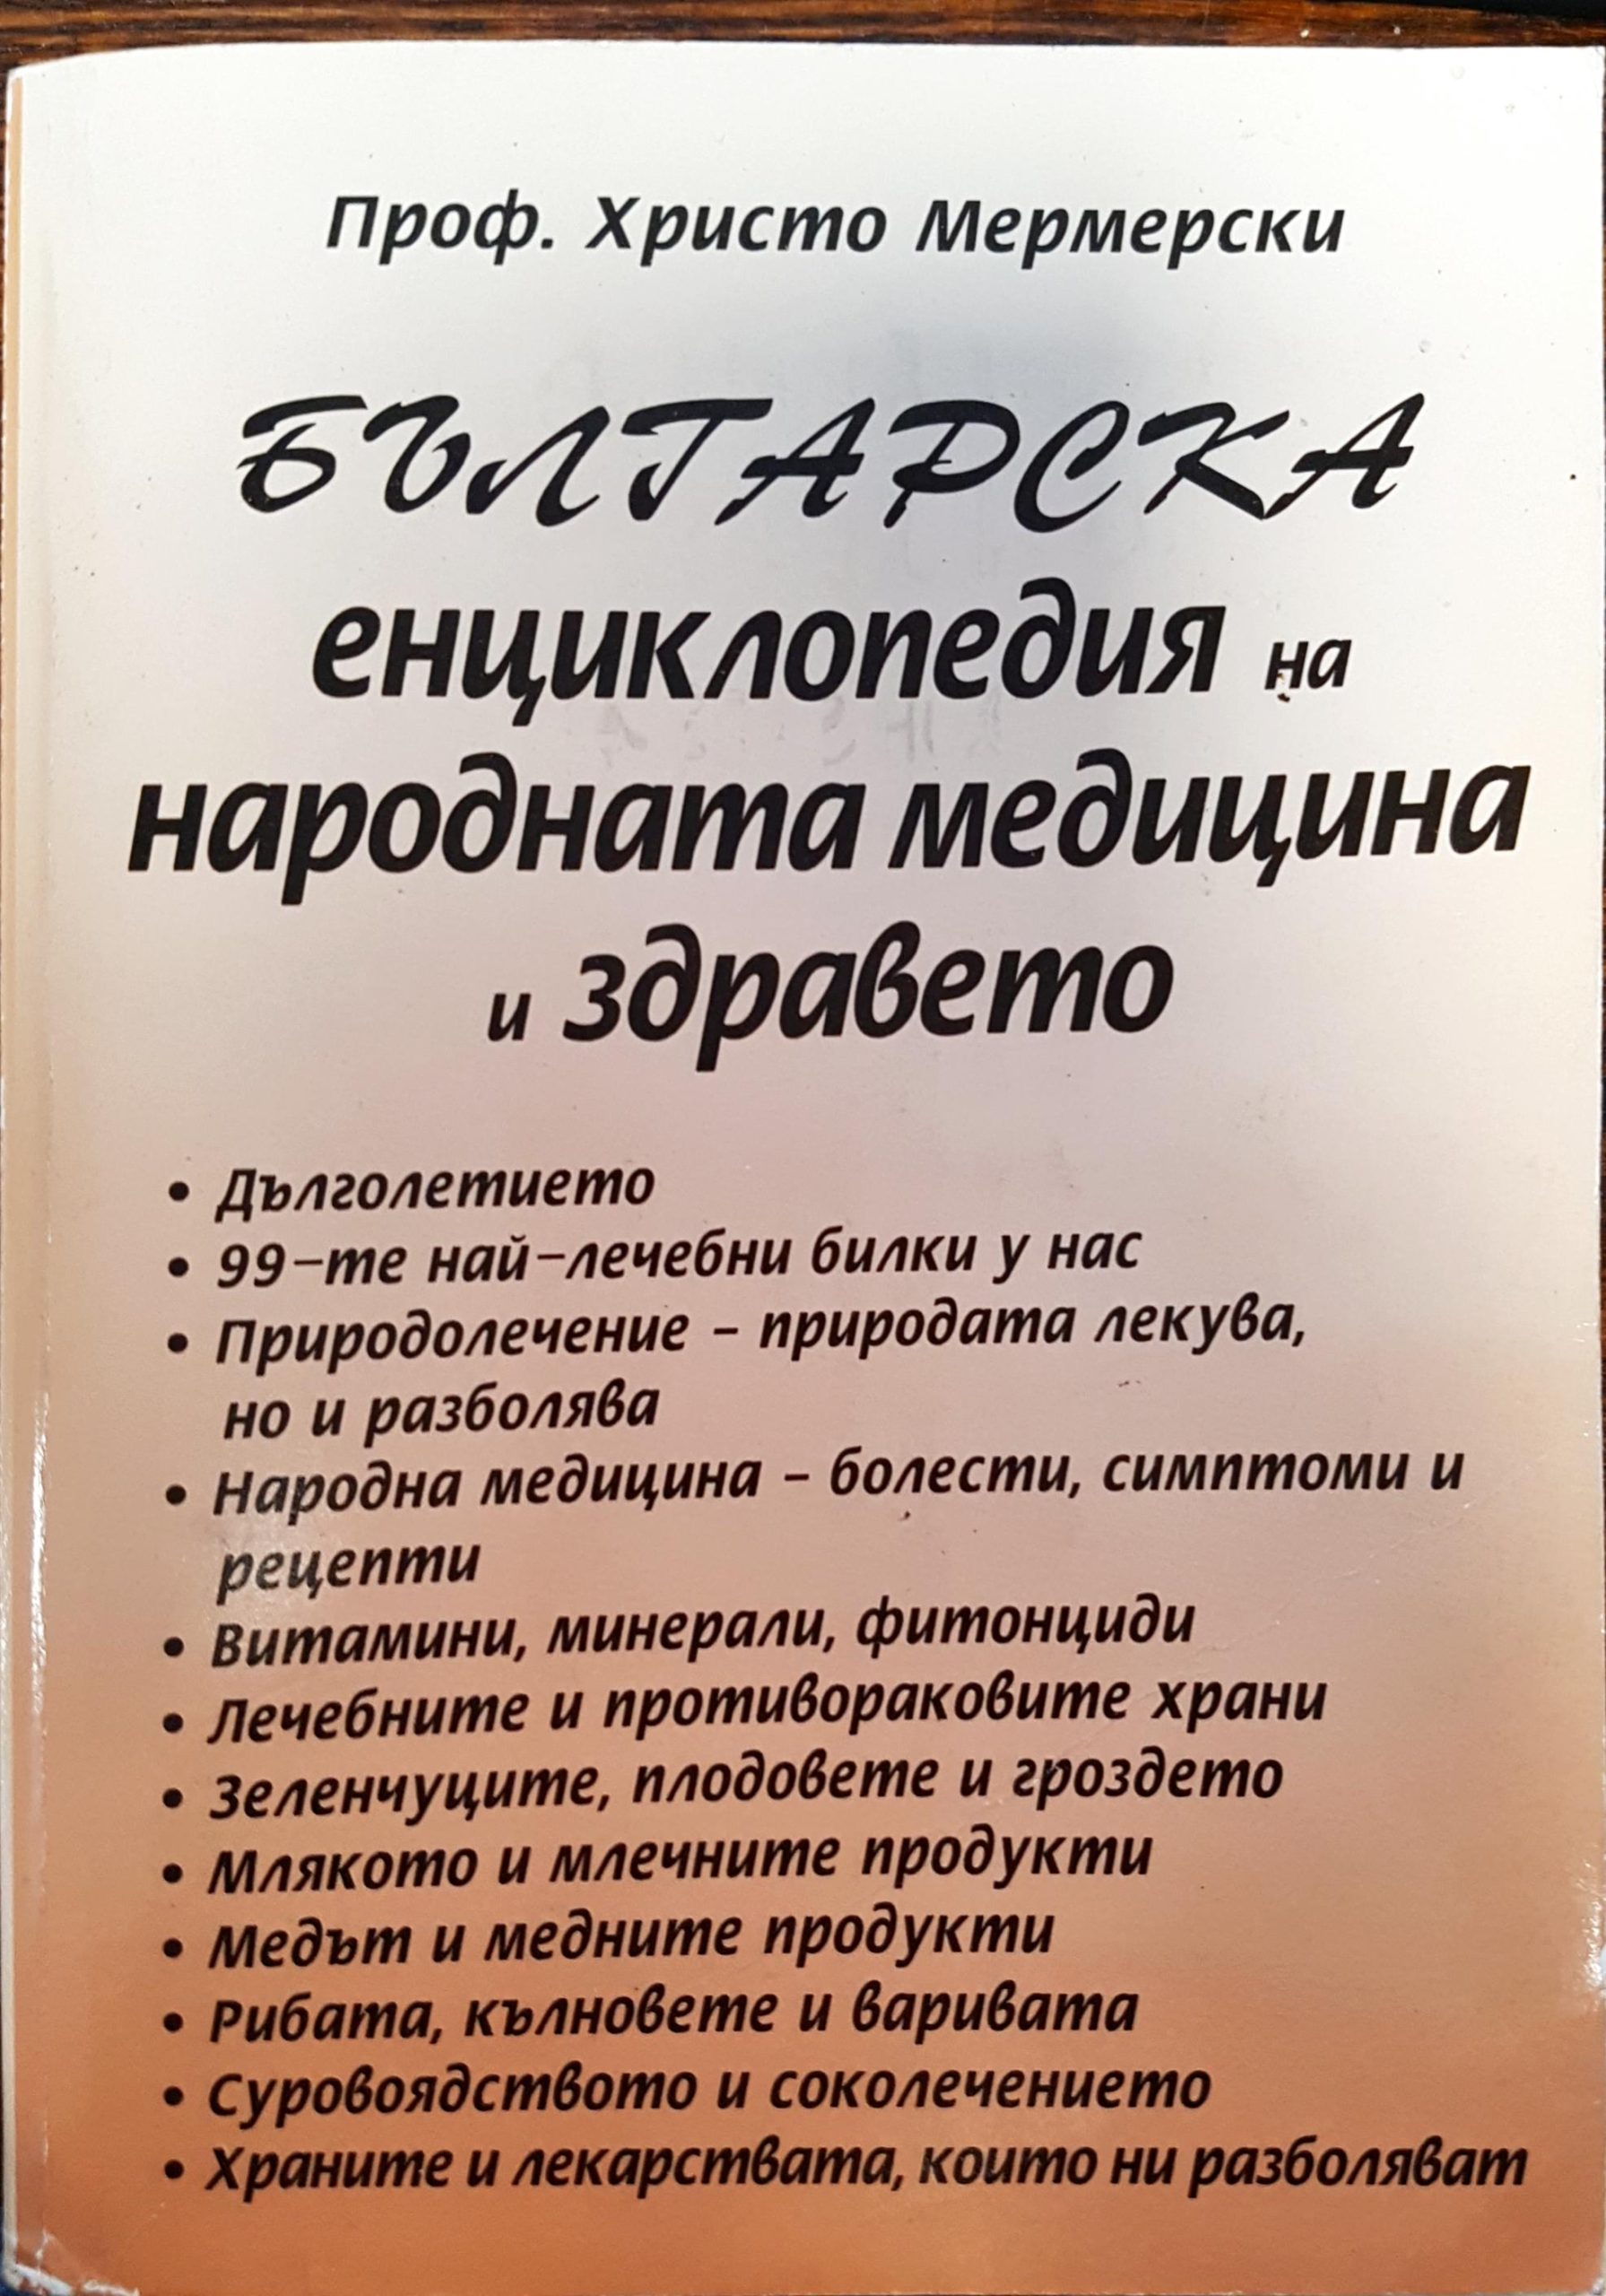 Проф. Христо Мермерски
БЪЛГАРСКА
енциклопедия на
народната медицина
и здравето
• Дълголетието
• 99-те най-лечебни билки у нас
• Природолечение – природата лекува,
но и разболява
• Народна медицина – болести, симптоми и
рецепти
• Витамини, минерали, фитонциди
• Лечебните и противораковите храни
• Зеленчуците, плодовете и гроздето
• Млякото и млечните продукти
• Медът и медните продукти
• Рибата, кълновете и варивата
• Суровоядството и соколечението
• Храните и лекарствата, които ни разболяват